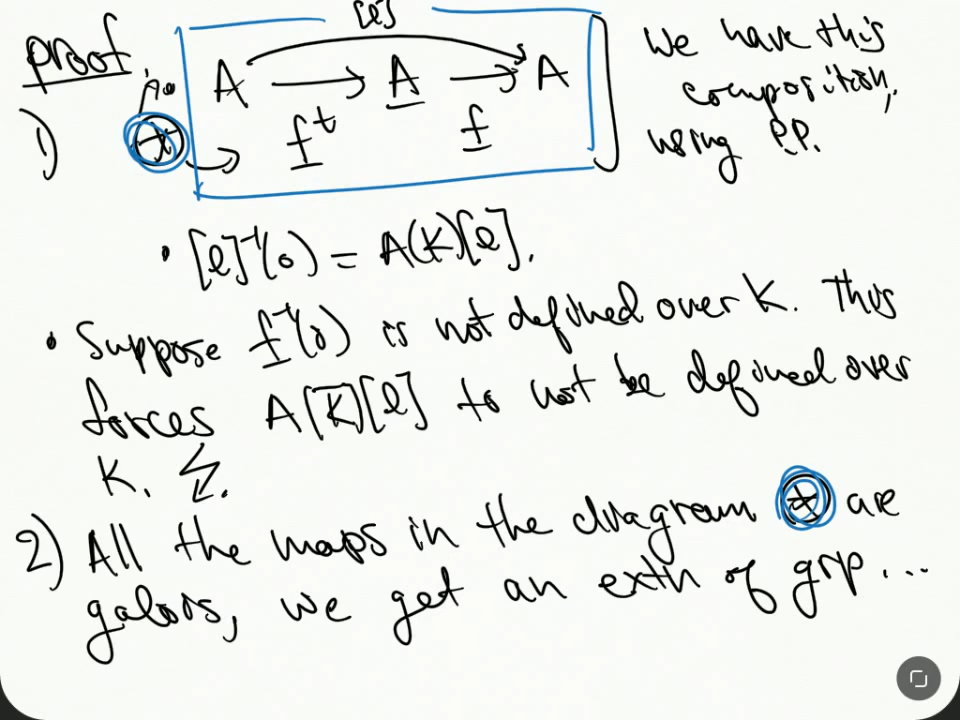 [ℓ]
proof.
A → A → A
We have this
composition,
1)
f^t
f
using P.P.
• [ℓ]⁻¹(0) = A(K)[ℓ].
• Suppose f⁻¹(0) is not defined over K. This
forces A(K̅)[ℓ] to not be defined over
K. ↯.
2) All the maps in the diagram ⊛ are
galois, we get an extn of grp...